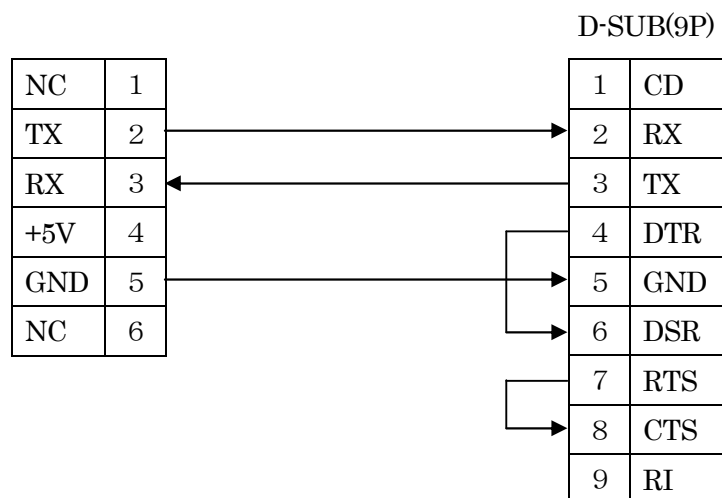 D-SUB(9P)
NC 1 1 CD
TX 2 2 RX
RX 3 3 TX
+5V 4 4 DTR
GND 5 5 GND
NC 6 6 DSR
7 RTS
8 CTS
9 RI